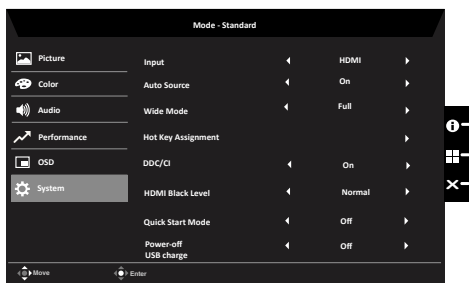 Mode - Standard
Picture
Color
Audio
Performance
OSD
System
Input HDMI
Auto Source On
Wide Mode Full
Hot Key Assignment
DDC/CI On
HDMI Black Level Normal
Quick Start Mode Off
Power-off Off
USB charge
Move Enter